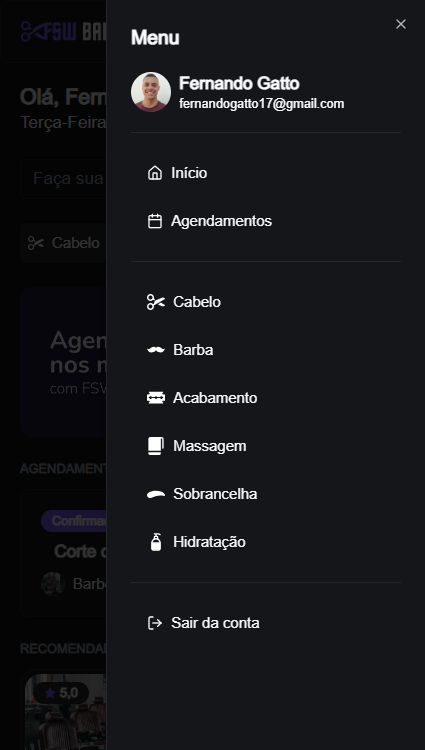 FSW BAR
Menu
Olá, Fern
Terça-Feira
Fernando Gatto
fernandogatto17@gmail.com
Faça sua
Início
Agendamentos
Cabelo
Cabelo
Barba
Acabamento
Massagem
Sobrancelha
Hidratação
Agen
nos m
com FSW
AGENDAMENT
Confirma
Corte d
Barb
RECOMENDA
5,0
Sair da conta